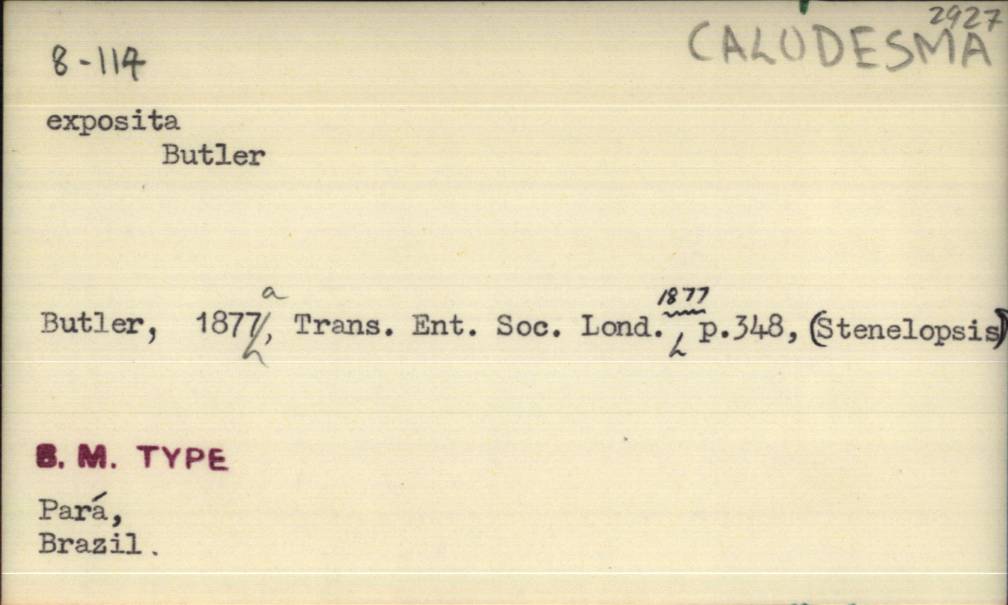 2927
CALODESMA
8-114
exposita
Butler
a 1877
Butler, 1877, Trans. Ent. Soc. Lond. p.348, (Stenelopsis)
B. M. TYPE
Pará,
Brazil.